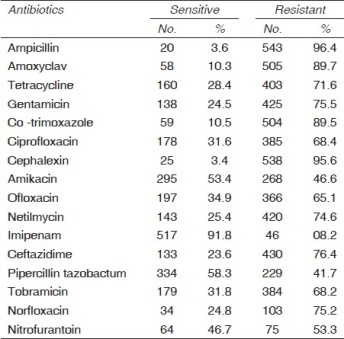 Antibiotics Sensitive Resistant
No. % No. %
Ampicillin 20 3.6 543 96.4
Amoxyclav 58 10.3 505 89.7
Tetracycline 160 28.4 403 71.6
Gentamicin 138 24.5 425 75.5
Co -trimoxazole 59 10.5 504 89.5
Ciprofloxacin 178 31.6 385 68.4
Cephalexin 25 3.4 538 95.6
Amikacin 295 53.4 268 46.6
Ofloxacin 197 34.9 366 65.1
Netilmycin 143 25.4 420 74.6
Imipenam 517 91.8 46 08.2
Ceftazidime 133 23.6 430 76.4
Pipercillin tazobactum 334 58.3 229 41.7
Tobramicin 179 31.8 384 68.2
Norfloxacin 34 24.8 103 75.2
Nitrofurantoin 64 46.7 75 53.3